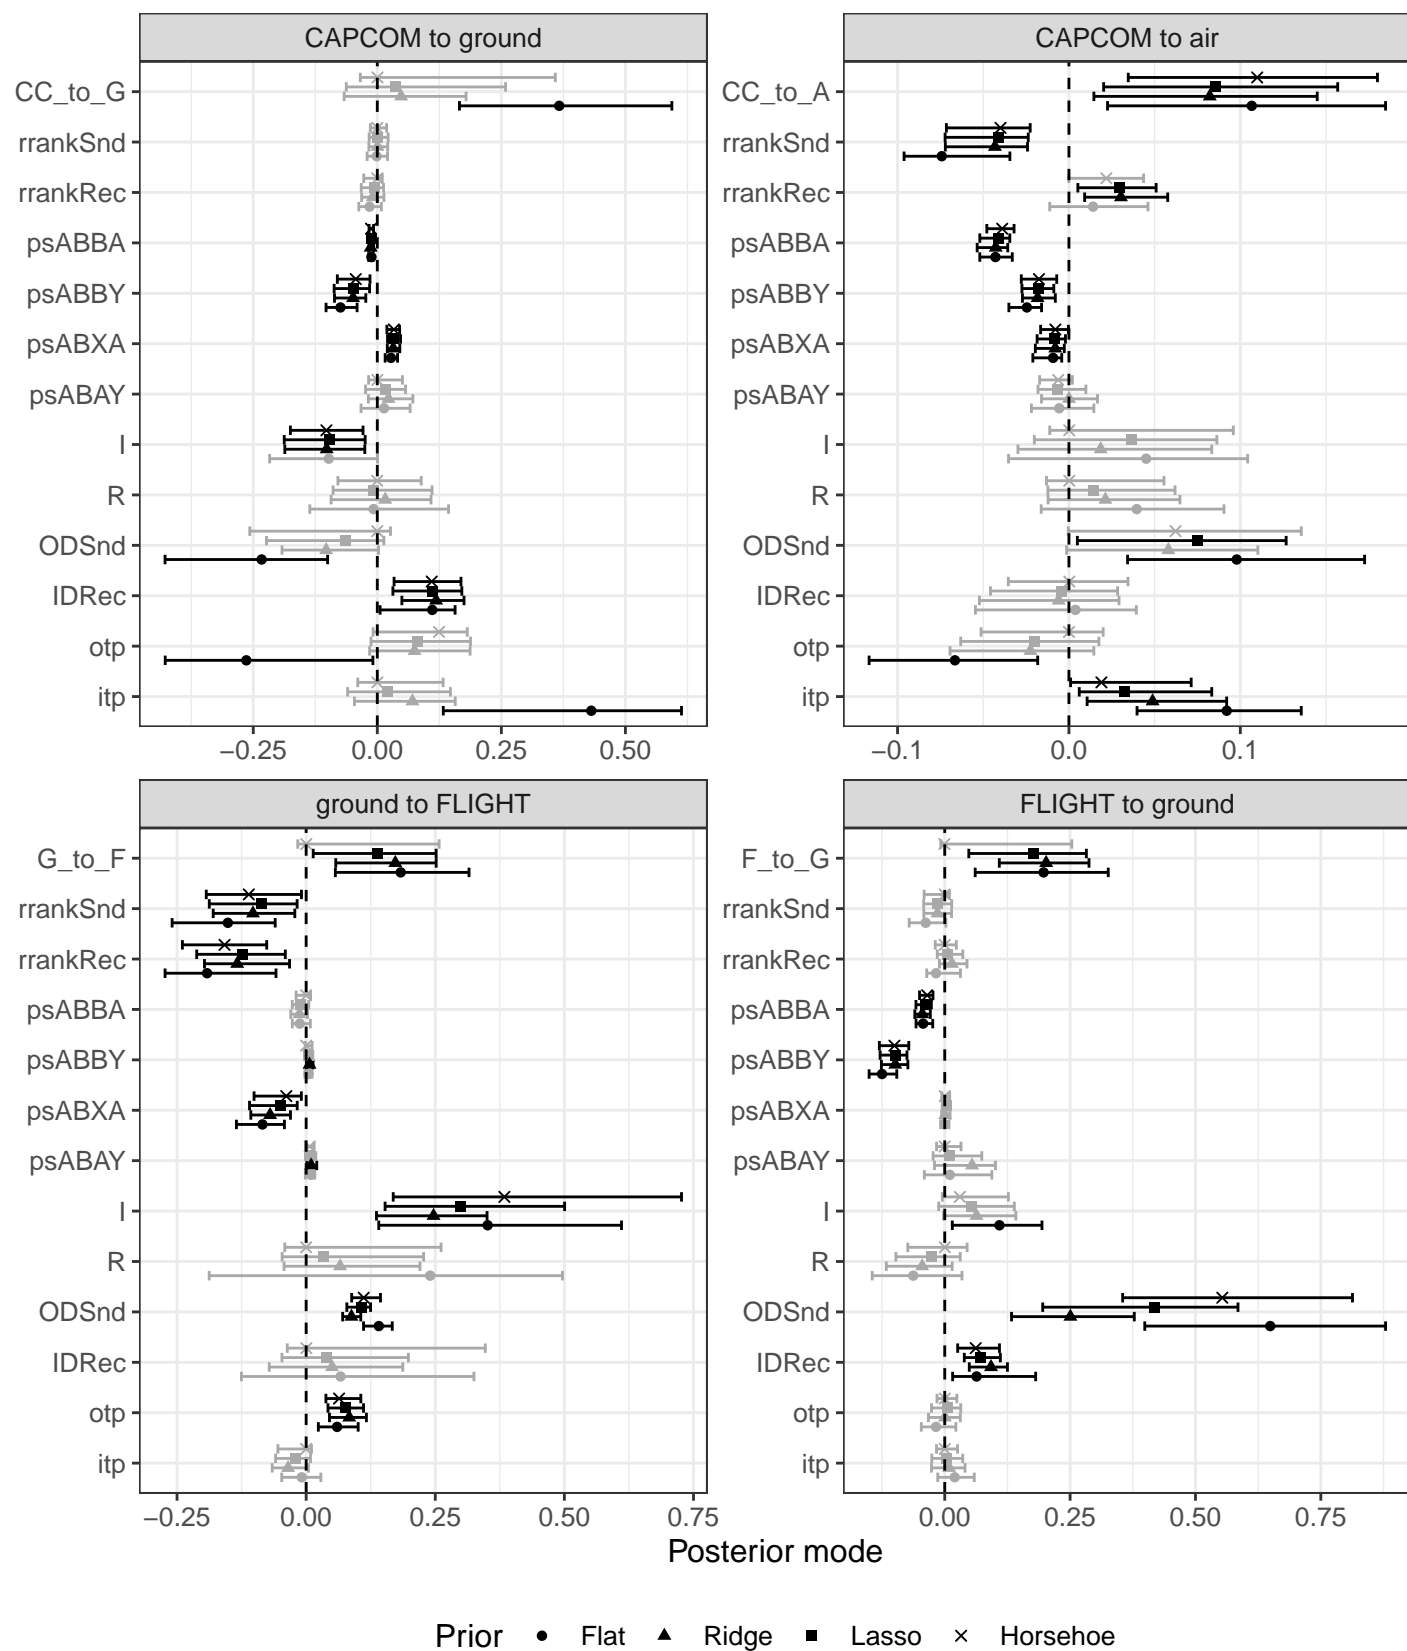 CAPCOM to ground
CC_to_G
rrankSnd
rrankRec
psABBA
psABBY
psABXA
psABAY
I
R
ODSnd
IDRec
otp
itp
−0.25 0.00 0.25 0.50
CAPCOM to air
CC_to_A
rrankSnd
rrankRec
psABBA
psABBY
psABXA
psABAY
I
R
ODSnd
IDRec
otp
itp
−0.1 0.0 0.1
ground to FLIGHT
G_to_F
rrankSnd
rrankRec
psABBA
psABBY
psABXA
psABAY
I
R
ODSnd
IDRec
otp
itp
−0.25 0.00 0.25 0.50 0.75
FLIGHT to ground
F_to_G
rrankSnd
rrankRec
psABBA
psABBY
psABXA
psABAY
I
R
ODSnd
IDRec
otp
itp
0.00 0.25 0.50 0.75
Posterior mode
Prior Flat Ridge Lasso Horsehoe